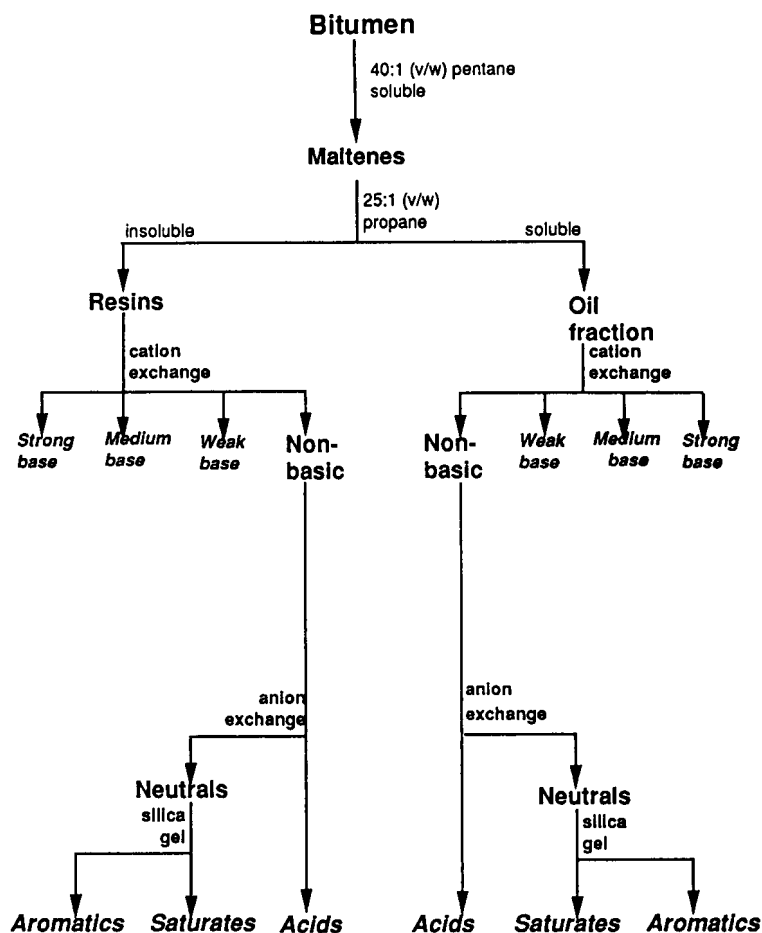 Bitumen
40:1 (v/w) pentane
soluble
Maltenes
25:1 (v/w)
propane
insoluble
soluble
Resins
Oil
fraction
cation
exchange
cation
exchange
Strong
base
Medium
base
Weak
base
Non-
basic
Non-
basic
Weak
base
Medium
base
Strong
base
anion
exchange
anion
exchange
Neutrals
silica
gel
Neutrals
silica
gel
Aromatics
Saturates
Acids
Acids
Saturates
Aromatics